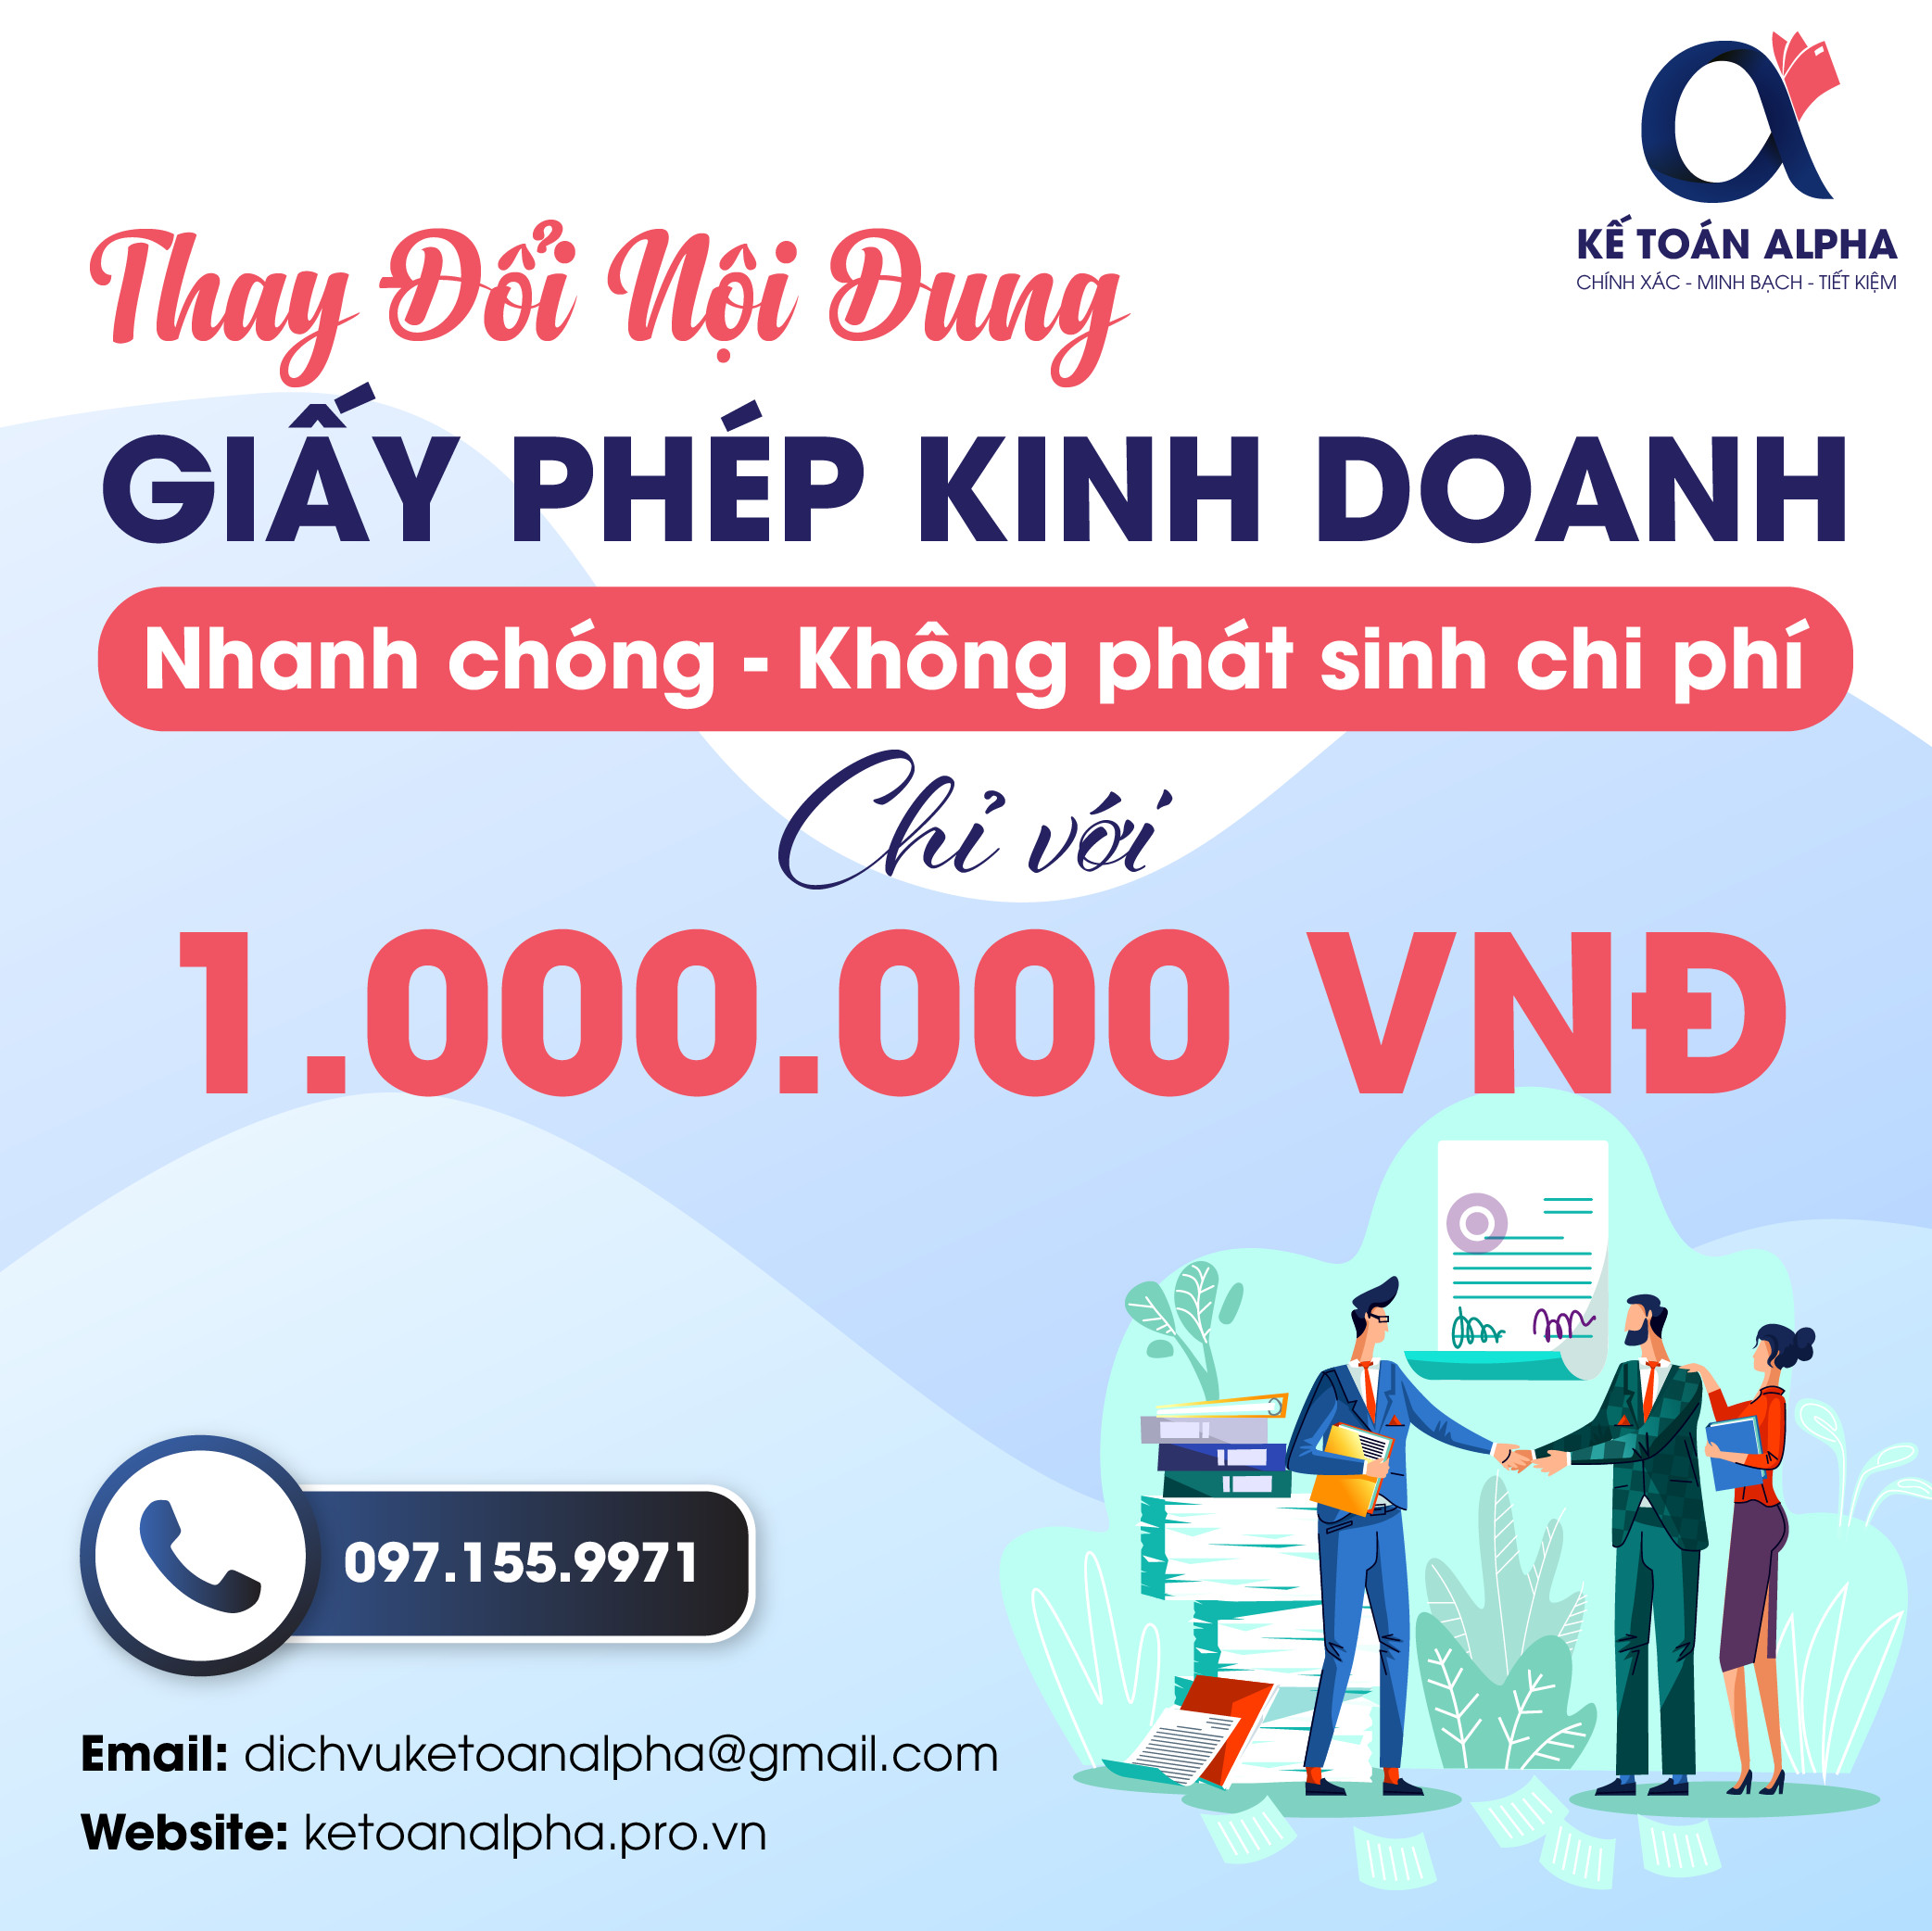 KẾ TOÁN ALPHA
CHÍNH XÁC - MINH BẠCH - TIẾT KIỆM
Thay Đổi Nội Dung
GIẤY PHÉP KINH DOANH
Nhanh chóng - Không phát sinh chi phí
Chỉ với
1.000.000 VNĐ
097.155.9971
Email: dichvuketoanalpha@gmail.com
Website: ketoanalpha.pro.vn